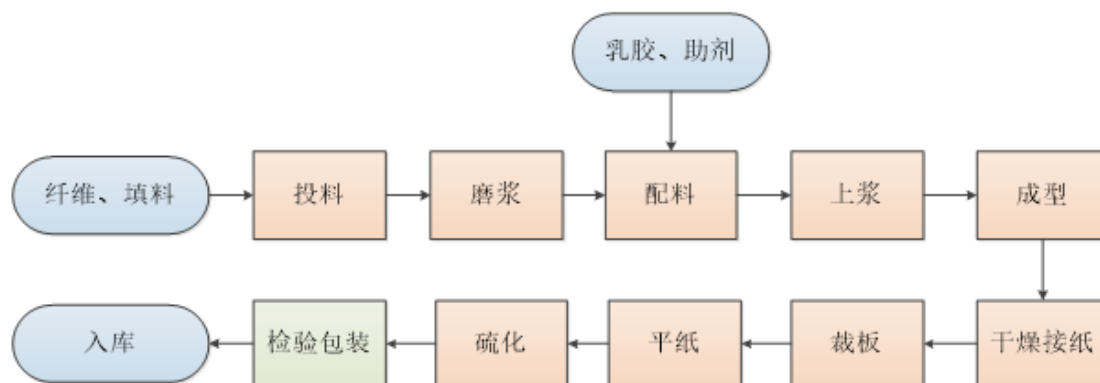 乳胶、助剂
纤维、填料
投料
磨浆
配料
上浆
成型
干燥接纸
裁板
平纸
硫化
检验包装
入库